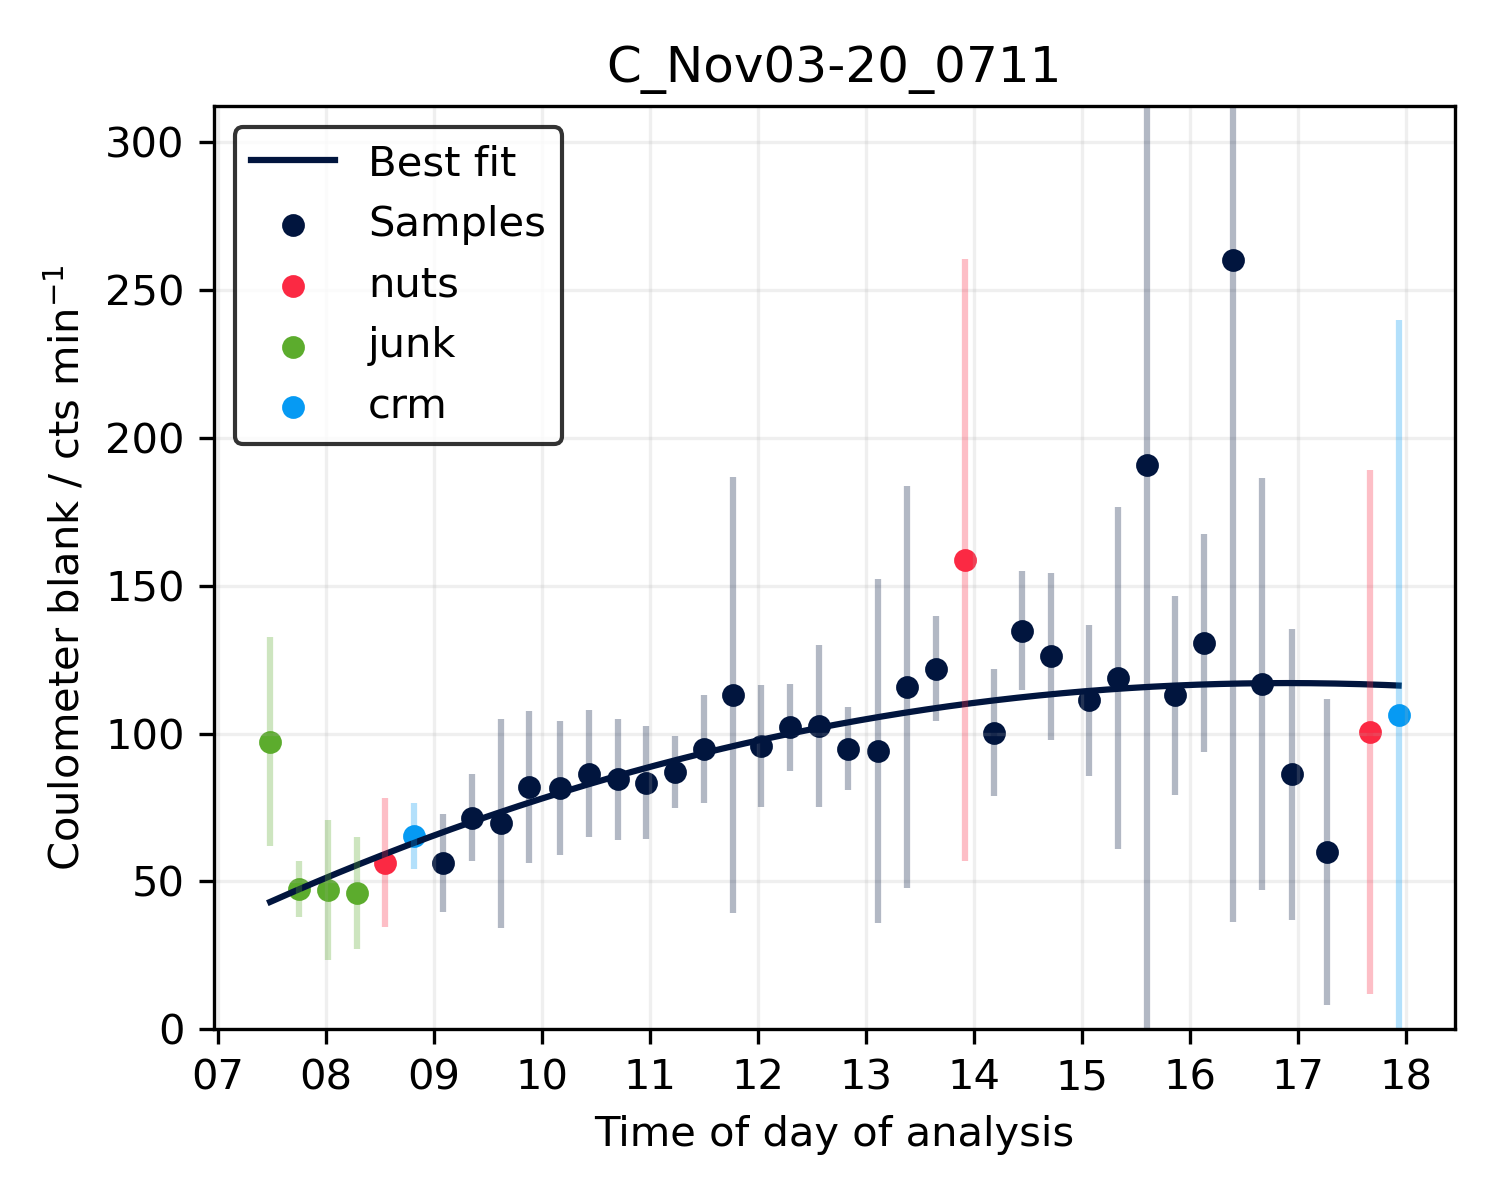 C_Nov03-20_0711
Best fit
Samples
nuts
junk
crm
Coulometer blank / cts min⁻¹
300
250
200
150
100
50
0
07 08 09 10 11 12 13 14 15 16 17 18
Time of day of analysis